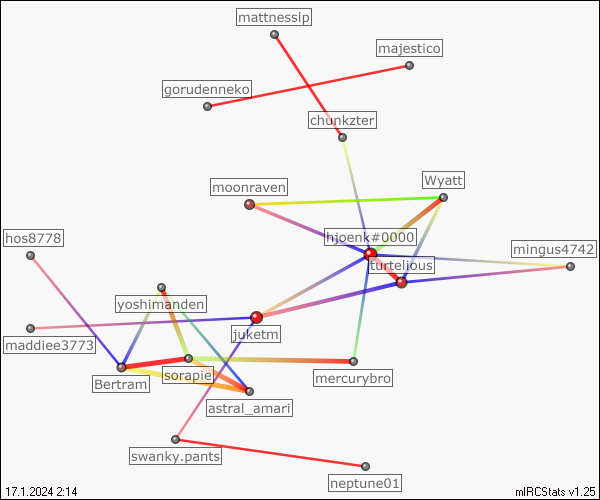 mattnesslp
majestico
gorudenneko
chunkzter
moonraven
Wyatt
hjoenk#0000
hos8778
mingus4742
turtelious
yoshimanden
juketm
maddiee3773
sorapie
mercurybro
Bertram
astral_amari
swanky.pants
neptune01
17.1.2024 2:14
mIRCStats v1.25